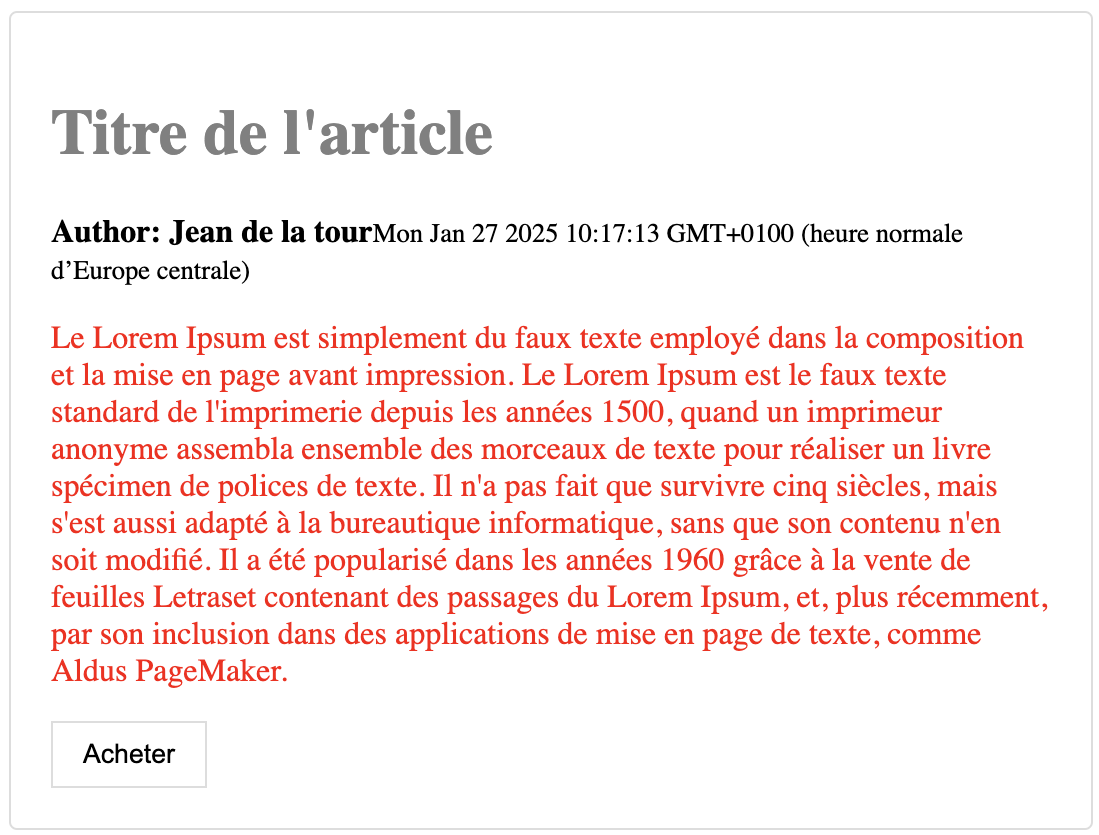 Titre de l'article
Author: Jean de la tourMon Jan 27 2025 10:17:13 GMT+0100 (heure normale
d’Europe centrale)
Le Lorem Ipsum est simplement du faux texte employé dans la composition
et la mise en page avant impression. Le Lorem Ipsum est le faux texte
standard de l'imprimerie depuis les années 1500, quand un imprimeur
anonyme assembla ensemble des morceaux de texte pour réaliser un livre
spécimen de polices de texte. Il n'a pas fait que survivre cinq siècles, mais
s'est aussi adapté à la bureautique informatique, sans que son contenu n'en
soit modifié. Il a été popularisé dans les années 1960 grâce à la vente de
feuilles Letraset contenant des passages du Lorem Ipsum, et, plus récemment,
par son inclusion dans des applications de mise en page de texte, comme
Aldus PageMaker.
Acheter